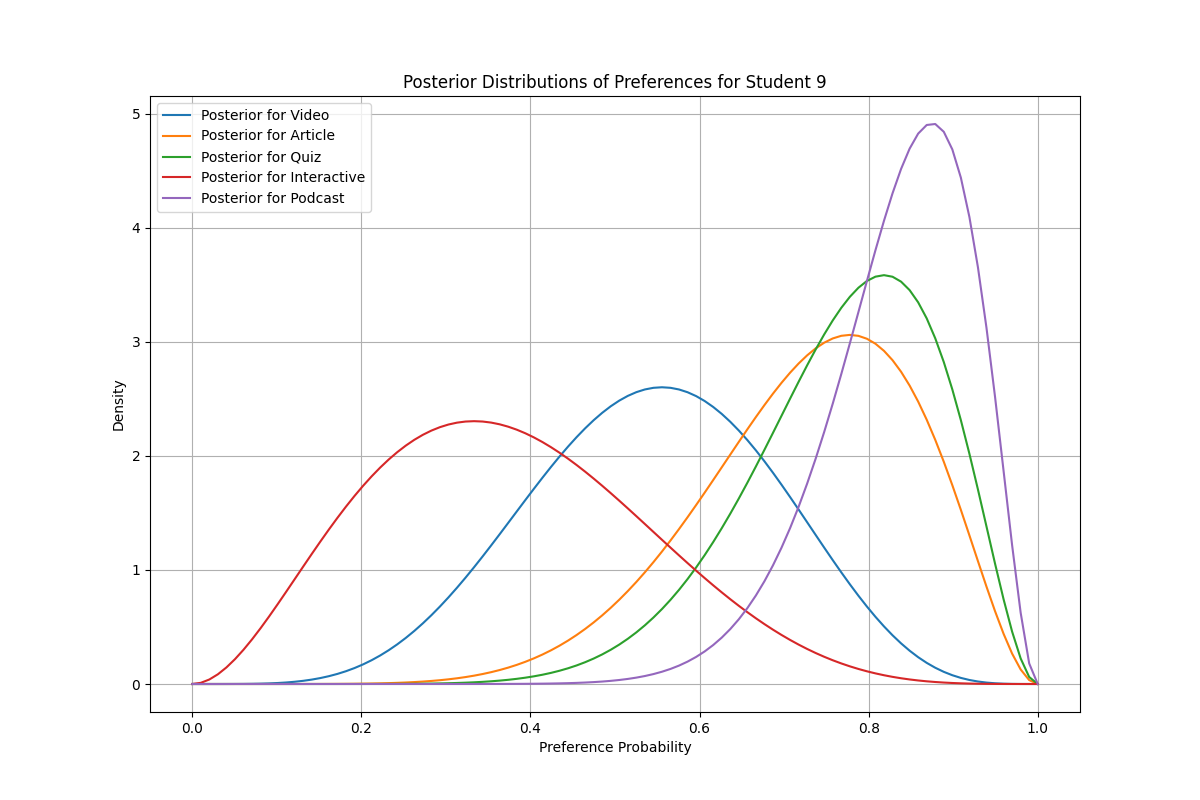 Posterior Distributions of Preferences for Student 9
Posterior for Video
Posterior for Article
Posterior for Quiz
Posterior for Interactive
Posterior for Podcast
Density
5
4
3
2
1
0
0.0 0.2 0.4 0.6 0.8 1.0
Preference Probability